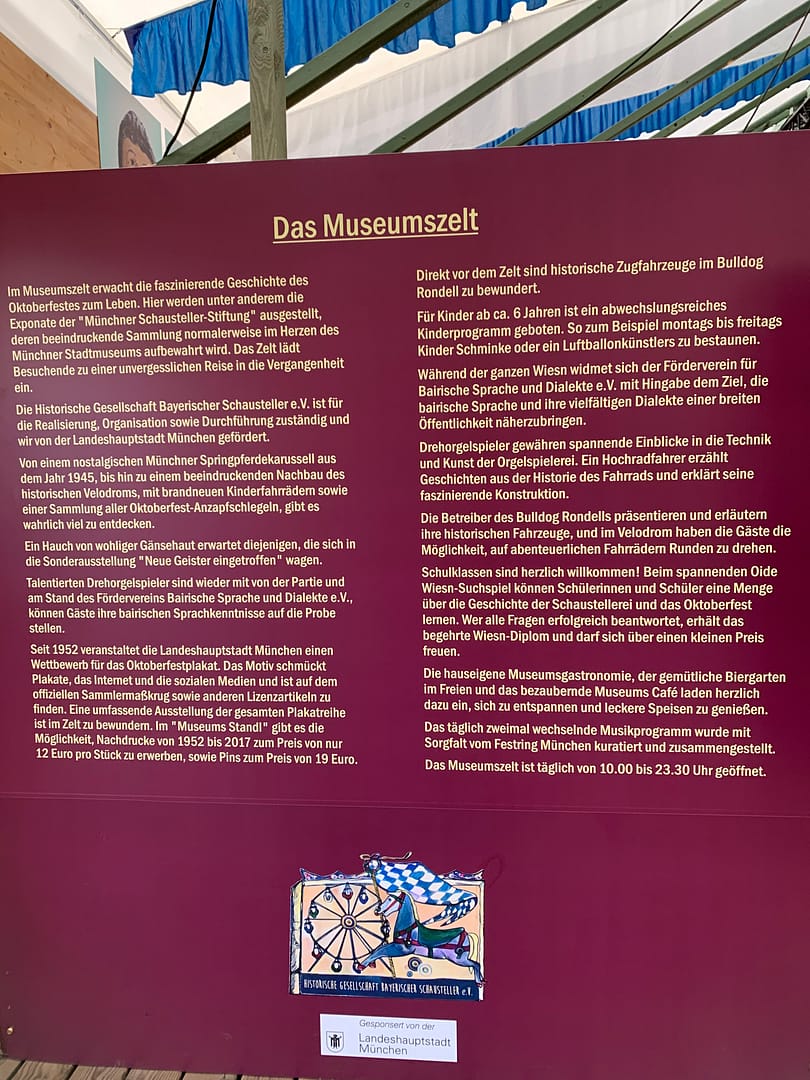 Das Museumszelt
Im Museumszelt erwacht die faszinierende Geschichte des
Oktoberfestes zum Leben. Hier werden unter anderem die
Exponate der "Münchner Schausteller-Stiftung" ausgestellt,
deren beeindruckende Sammlung normalerweise im Herzen des
Münchner Stadtmuseums aufbewahrt wird. Das Zelt lädt
Besuchende zu einer unvergesslichen Reise in die Vergangenheit
ein.
Die Historische Gesellschaft Bayerischer Schausteller e.V. ist für
die Realisierung, Organisation sowie Durchführung zuständig und
wir von der Landeshauptstadt München gefördert.
Von einem nostalgischen Münchner Springpferdekarussell aus
dem Jahr 1945, bis hin zu einem beeindruckenden Nachbau des
historischen Velodroms, mit brandneuen Kinderfahrrädern sowie
einer Sammlung aller Oktoberfest-Anzapfschlegeln, gibt es
wahrlich viel zu entdecken.
Ein Hauch von wohliger Gänsehaut erwartet diejenigen, die sich in
die Sonderausstellung "Neue Geister eingetroffen" wagen.
Talentierten Drehorgelspieler sind wieder mit von der Partie und
am Stand des Fördervereins Bairische Sprache und Dialekte e.V.,
können Gäste ihre bairischen Sprachkenntnisse auf die Probe
stellen.
Seit 1952 veranstaltet die Landeshauptstadt München einen
Wettbewerb für das Oktoberfestplakat. Das Motiv schmückt
Plakate, das Internet und die sozialen Medien und ist auf dem
offiziellen Sammlermaßkrug sowie anderen Lizenzartikeln zu
finden. Eine umfassende Ausstellung der gesamten Plakatreihe
ist im Zelt zu bewundern. Im "Museums Standl" gibt es die
Möglichkeit, Nachdrucke von 1952 bis 2017 zum Preis von nur
12 Euro pro Stück zu erwerben, sowie Pins zum Preis von 19 Euro.
Direkt vor dem Zelt sind historische Zugfahrzeuge im Bulldog
Rondell zu bewundert.
Für Kinder ab ca. 6 Jahren ist ein abwechslungsreiches
Kinderprogramm geboten. So zum Beispiel montags bis freitags
Kinder Schminke oder ein Luftballonkünstlers zu bestaunen.
Während der ganzen Wiesn widmet sich der Förderverein für
Bairische Sprache und Dialekte e.V. mit Hingabe dem Ziel, die
bairische Sprache und ihre vielfältigen Dialekte einer breiten
Öffentlichkeit näherzubringen.
Drehorgelspieler gewähren spannende Einblicke in die Technik
und Kunst der Orgelspielerei. Ein Hochradfahrer erzählt
Geschichten aus der Historie des Fahrrads und erklärt seine
faszinierende Konstruktion.
Die Betreiber des Bulldog Rondells präsentieren und erläutern
ihre historischen Fahrzeuge, und im Velodrom haben die Gäste die
Möglichkeit, auf abenteuerlichen Fahrrädern Runden zu drehen.
Schulklassen sind herzlich willkommen! Beim spannenden Oide
Wiesn-Suchspiel können Schülerinnen und Schüler eine Menge
über die Geschichte der Schaustellerei und das Oktoberfest
lernen. Wer alle Fragen erfolgreich beantwortet, erhält das
begehrte Wiesn-Diplom und darf sich über einen kleinen Preis
freuen.
Die hauseigene Museumsgastronomie, der gemütliche Biergarten
im Freien und das bezaubernde Museums Café laden herzlich
dazu ein, sich zu entspannen und leckere Speisen zu genießen.
Das täglich zweimal wechselnde Musikprogramm wurde mit
Sorgfalt vom Festring München kuratiert und zusammengestellt.
Das Museumszelt ist täglich von 10.00 bis 23.30 Uhr geöffnet.
HISTORISCHE GESELLSCHAFT BAYERISCHER SCHAUSTELLER e.V.
Gesponsert von der
Landeshauptstadt
München